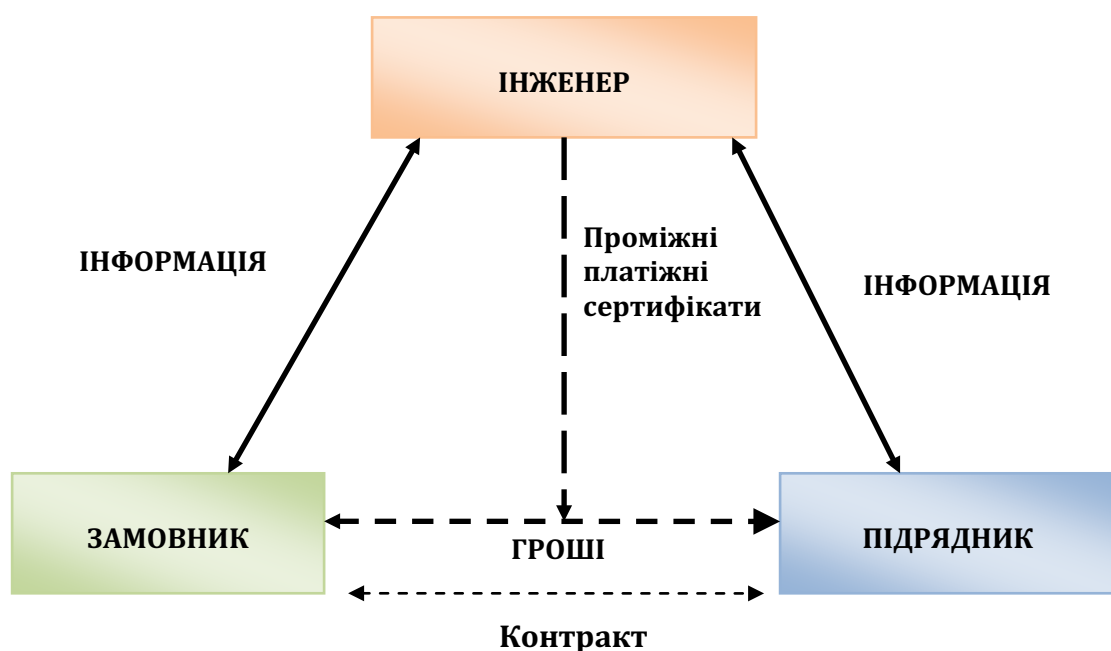 ІНЖЕНЕР
Проміжні
платіжні
сертифікати
ІНФОРМАЦІЯ
ІНФОРМАЦІЯ
ЗАМОВНИК
ГРОШІ
ПІДРЯДНИК
Контракт